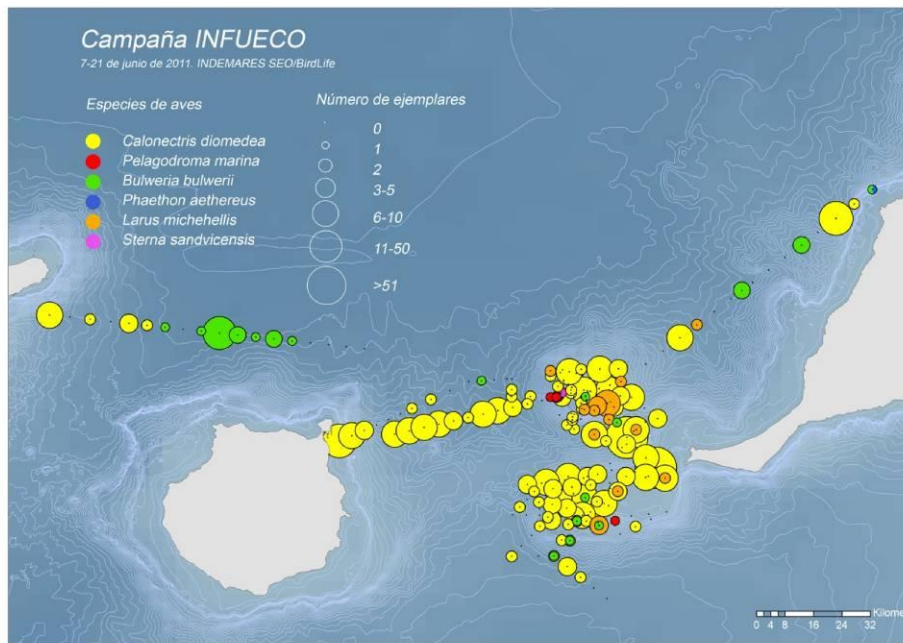 Campaña INFUECO
7-21 de junio de 2011. INDEMARES SEO/BirdLife
Especies de aves
Calonectris diomedea
Pelagodroma marina
Bulweria bulwerii
Phaethon aethereus
Larus michehellis
Sterna sandvicensis
Número de ejemplares
0
1
2
3-5
6-10
11-50
>51
Kilome
0 4 8 16 24 32